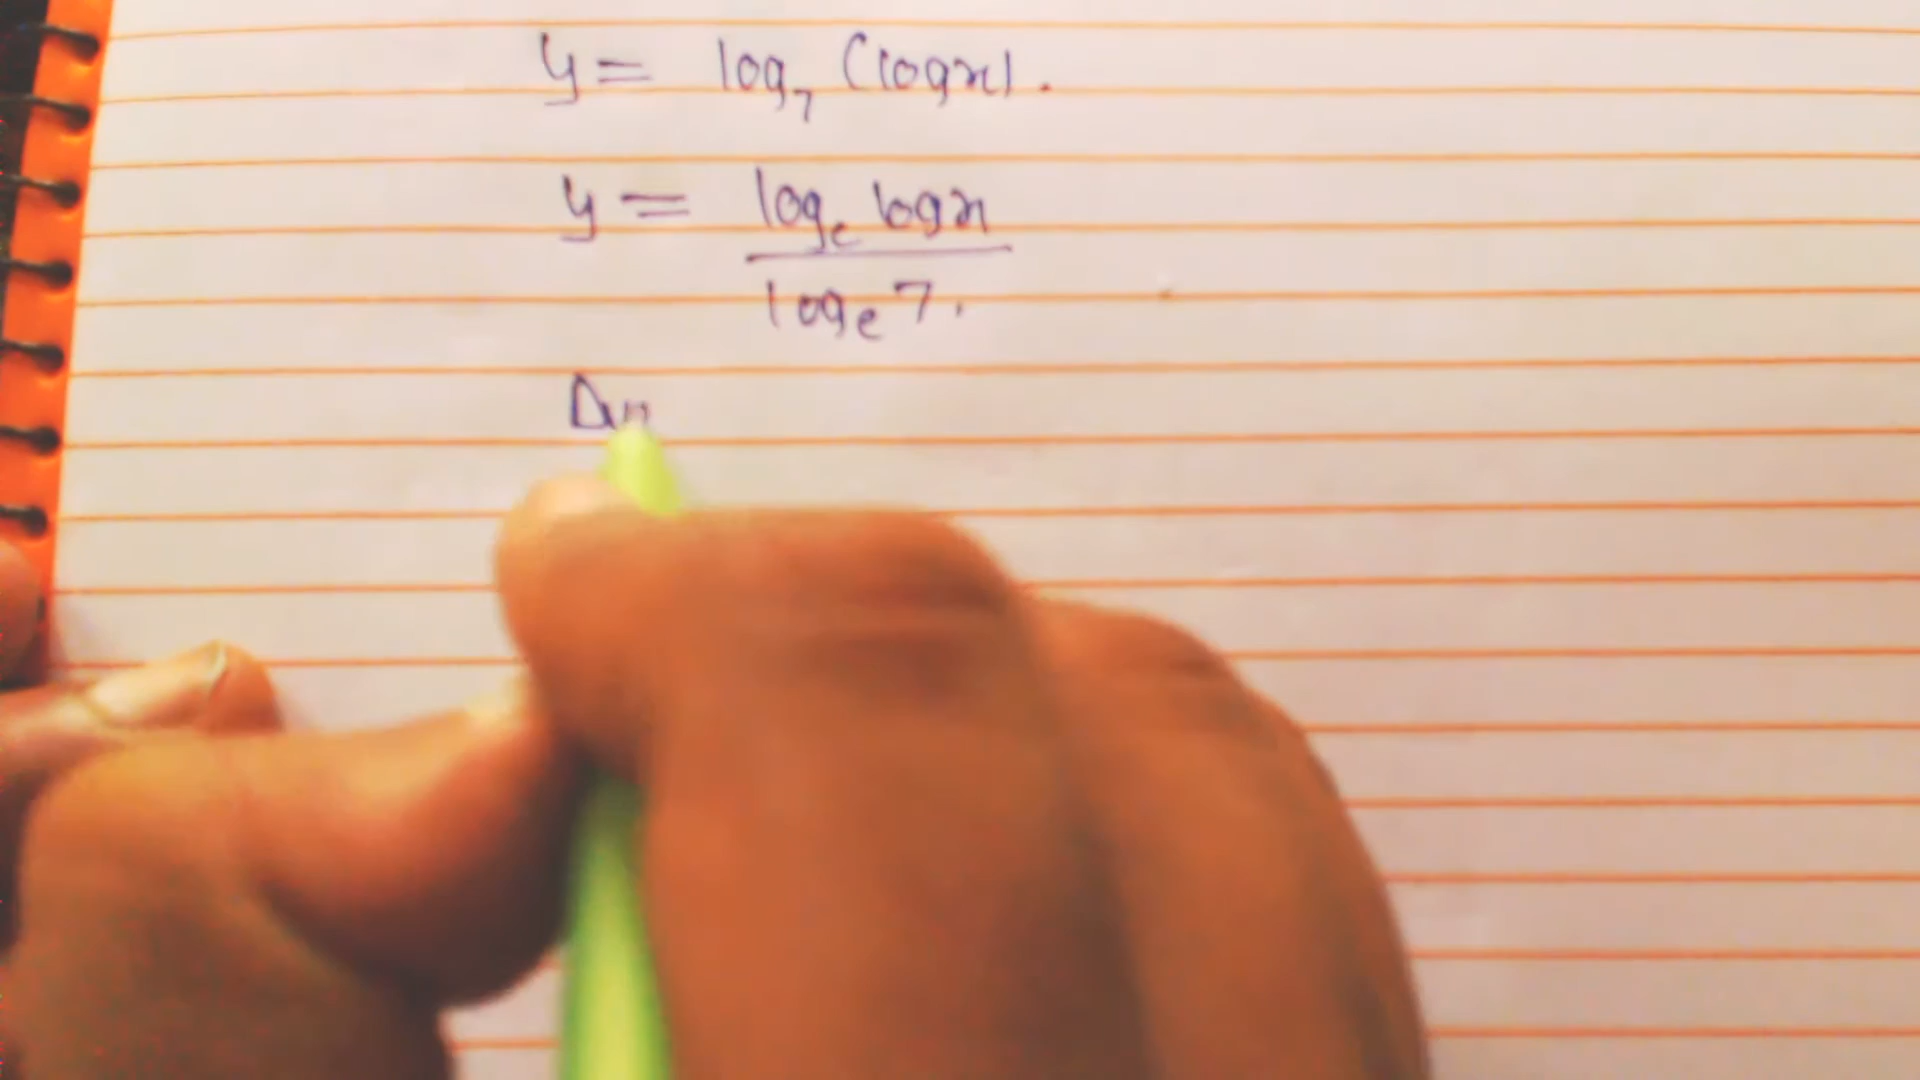 y = log₇ (logx).
y = logₑ logx
logₑ 7.